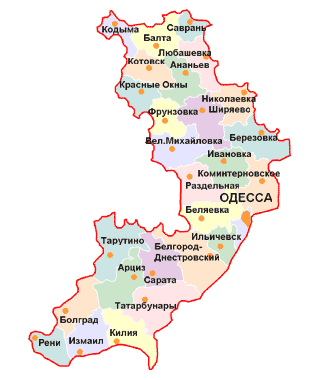 Саврань
Кодыма
Балта
Любашевка
Котовск
Ананьев
Красные Окны
Николаевка
Ширяево
Фрунзовка
Березовка
Вел.Михайловка
Ивановка
Коминтерновское
Раздельная
ОДЕССА
Беляевка
Тарутино
Белгород-
Днестровский
Ильичевск
Арциз
Сарата
Татарбунары
Болград
Килия
Рени
Измаил